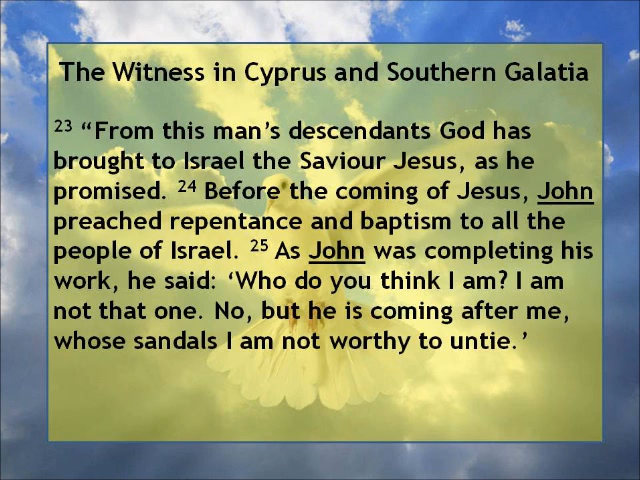 The Witness in Cyprus and Southern Galatia
23 “From this man’s descendants God has
brought to Israel the Saviour Jesus, as he
promised. 24 Before the coming of Jesus, John
preached repentance and baptism to all the
people of Israel. 25 As John was completing his
work, he said: ‘Who do you think I am? I am
not that one. No, but he is coming after me,
whose sandals I am not worthy to untie.’